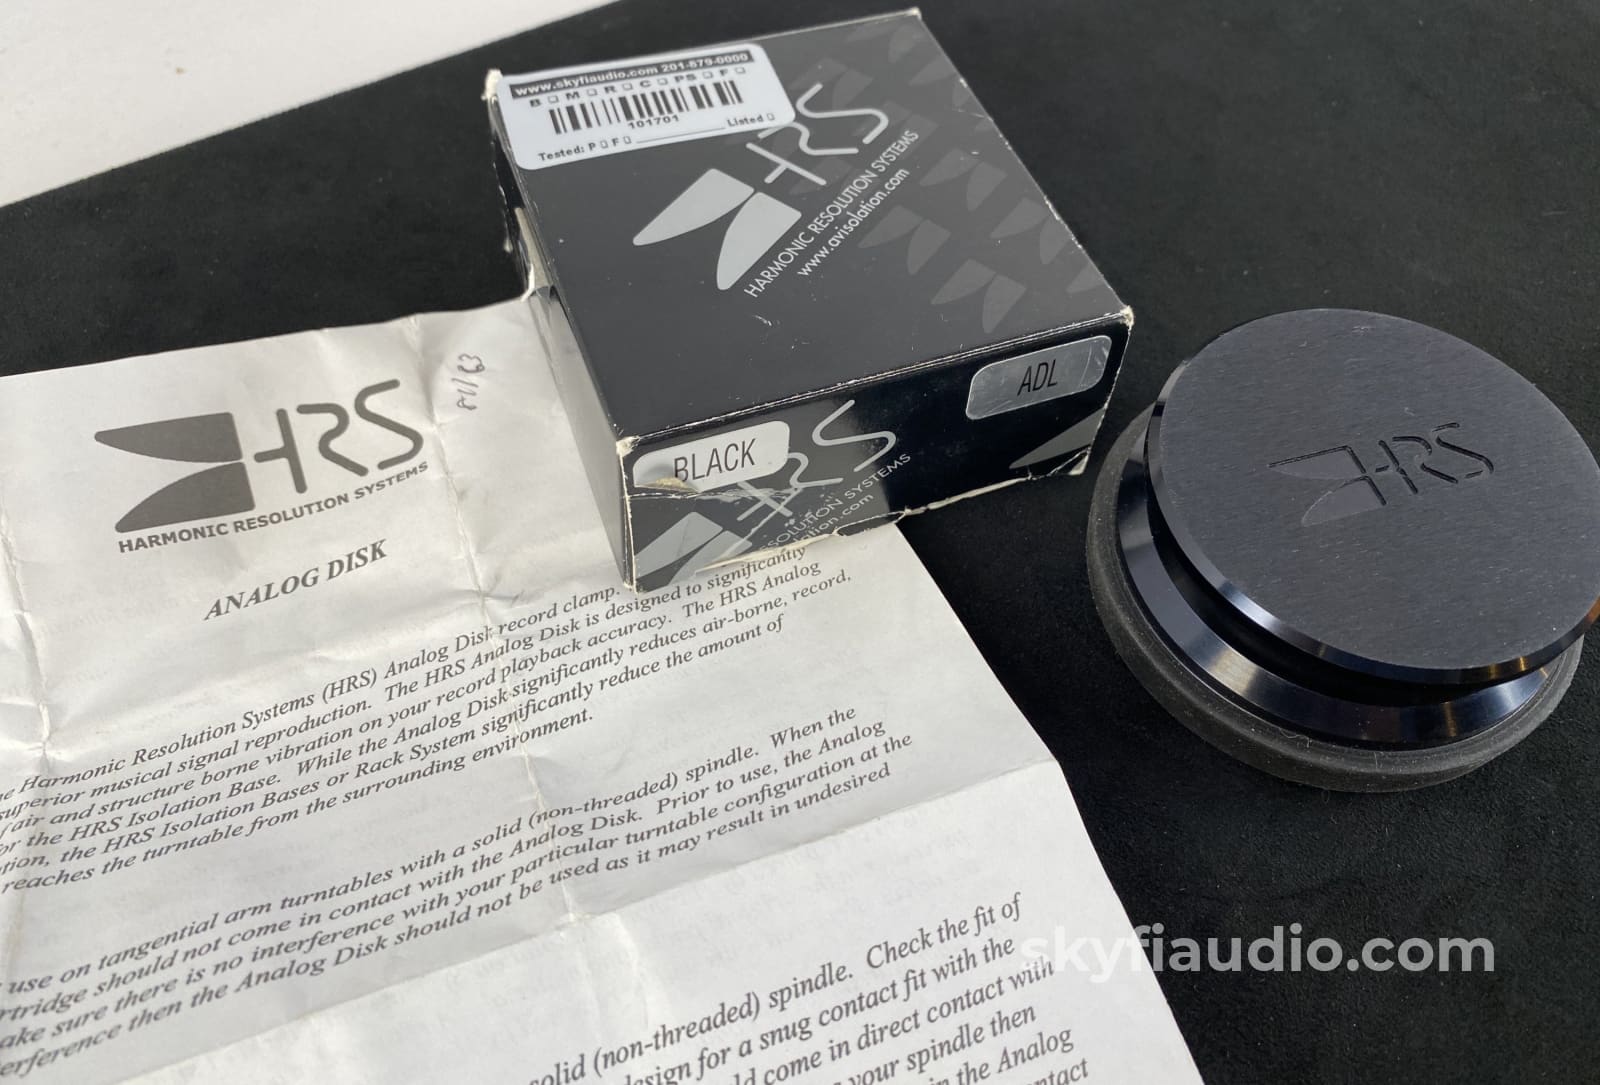 www.skyfiaudio.com 201-879-0000
B M R C PS F
101701
Tested: P F Listed
HRS
HARMONIC RESOLUTION SYSTEMS
www.avisolation.com
ADL
BLACK
HRS
SOLUTION SYSTEMS
lation.com
HRS
HARMONIC RESOLUTION SYSTEMS
ANALOG DISK
Harmonic Resolution Systems (HRS) Analog Disk record clamp.
superior musical signal reproduction. The HRS Analog Disk is designed to significantly
air and structure borne vibration on your record playback accuracy. The HRS Analog
or the HRS Isolation Base. While the Analog Disk significantly reduces air-borne, record,
tion, the HRS Isolation Bases or Rack System significantly reduce the amount of
reaches the turntable from the surrounding environment.
use on tangential arm turntables with a solid (non-threaded) spindle. When the
rtridge should not come in contact with the Analog Disk. Prior to use, the Analog
ake sure there is no interference with your particular turntable configuration at the
erference then the Analog Disk should not be used as it may result in undesired
solid (non-threaded) spindle. Check the fit of
design for a snug contact fit with the
ld come in direct contact with
your spindle then
in the Analog
ntact
HRS
skyfiaudio.com